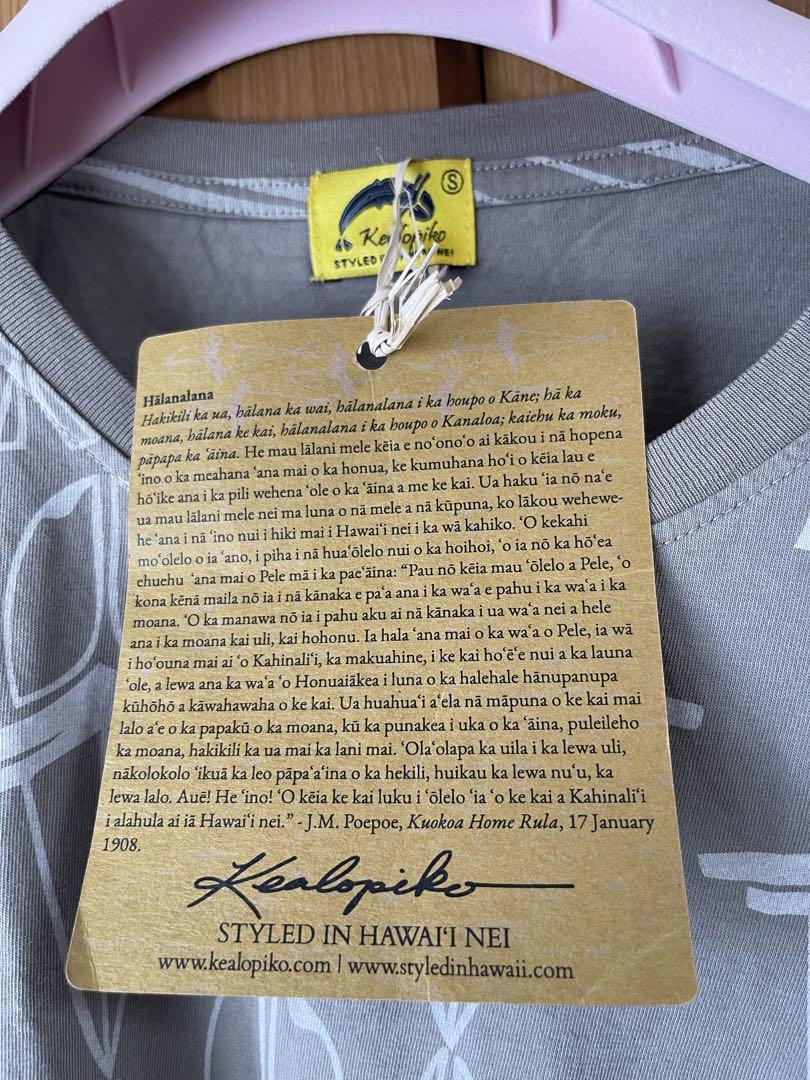 S
Kealopiko
STYLED NEI
Hālanalana
Hakikili ka ua, hālana ka wai, hālanalana i ka houpo o Kāne; hā ka
moana, hālana ke kai, hālanalana i ka houpo o Kanaloa; kaiehu ka moku,
pāpapa ka ʻāina. He mau lālani mele kēia e noʻonoʻo ai kākou i nā hopena
ʻino o ka meahana ʻana mai o ka honua, ke kumuhana hoʻi o kēia lau e
hōʻike ana i ka pili wehena ʻole o ka ʻāina a me ke kai. Ua haku ʻia nō naʻe
ua mau lālani mele nei ma luna o nā mele a nā kūpuna, ko lākou wehewe-
he ʻana i nā ʻino nui i hiki mai i Hawaiʻi nei i ka wā kahiko. ʻO kekahi
moʻolelo o ia ʻano, i piha i nā huaʻōlelo nui o ka hoihoi, ʻo ia nō ka hōʻea
ehuehu ʻana mai o Pele mā i ka paeʻāina: “Pau nō kēia mau ʻōlelo a Pele, ʻo
kona kēnā maila nō ia i nā kānaka e paʻa ana i ka waʻa e pahu i ka waʻa i ka
moana. ʻO ka manawa nō ia i pahu aku ai nā kānaka i ua waʻa nei a hele
ana i ka moana kai uli, kai hohonu. Ia hala ʻana mai o ka waʻa o Pele, ia wā
i hoʻouna mai ai ʻo Kahinaliʻi, ka makuahine, i ke kai hoʻēʻe nui a ka launa
ʻole, a lewa ana ka waʻa ʻo Honuaiākea i luna o ka halehale hānupanupa
kūhōhō a kāwahawaha o ke kai. Ua huahuaʻi aʻela nā māpuna o ke kai mai
lalo aʻe o ka papakū o ka moana, kū ka punakea i uka o ka ʻāina, puleileho
ka moana, hakikili ka ua mai ka lani mai. ʻOlaʻolapa ka uila i ka lewa uli,
nākolokolo ʻikuā ka leo pāpaʻaʻina o ka hekili, huikau ka lewa nuʻu, ka
lewa lalo. Auē! He ʻino! ʻO kēia ke kai luku i ʻōlelo ʻia ʻo ke kai a Kahinaliʻi
i alahula ai iā Hawaiʻi nei.” - J.M. Poepoe, Kuokoa Home Rula, 17 January
1908.
Kealopiko
STYLED IN HAWAIʻI NEI
www.kealopiko.com | www.styledinhawaii.com